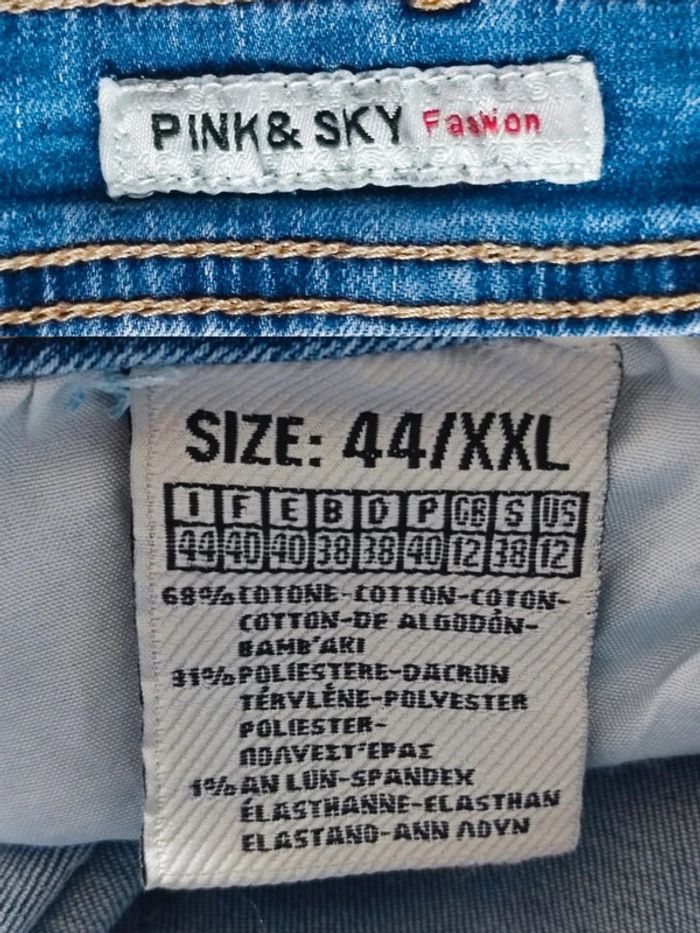 PINK& SKY Fashion
SIZE: 44/XXL
I F E B D P GB S US
44 40 40 38 38 40 12 38 12
68% COTONE-COTTON-COTON-
COTTON-DE ALGODÓN-
BAMB'AKI
31% POLIESTERE-DACRON
TÉRYLÈNE-POLYESTER
POLIESTER-
ΠΟΛΥΕΣΤ'ΕΡΑΣ
1% AN LUN-SPANDEX
ÉLASTHANNE-ELASTHAN
ELASTANO-ANN ΛΟΥΝ